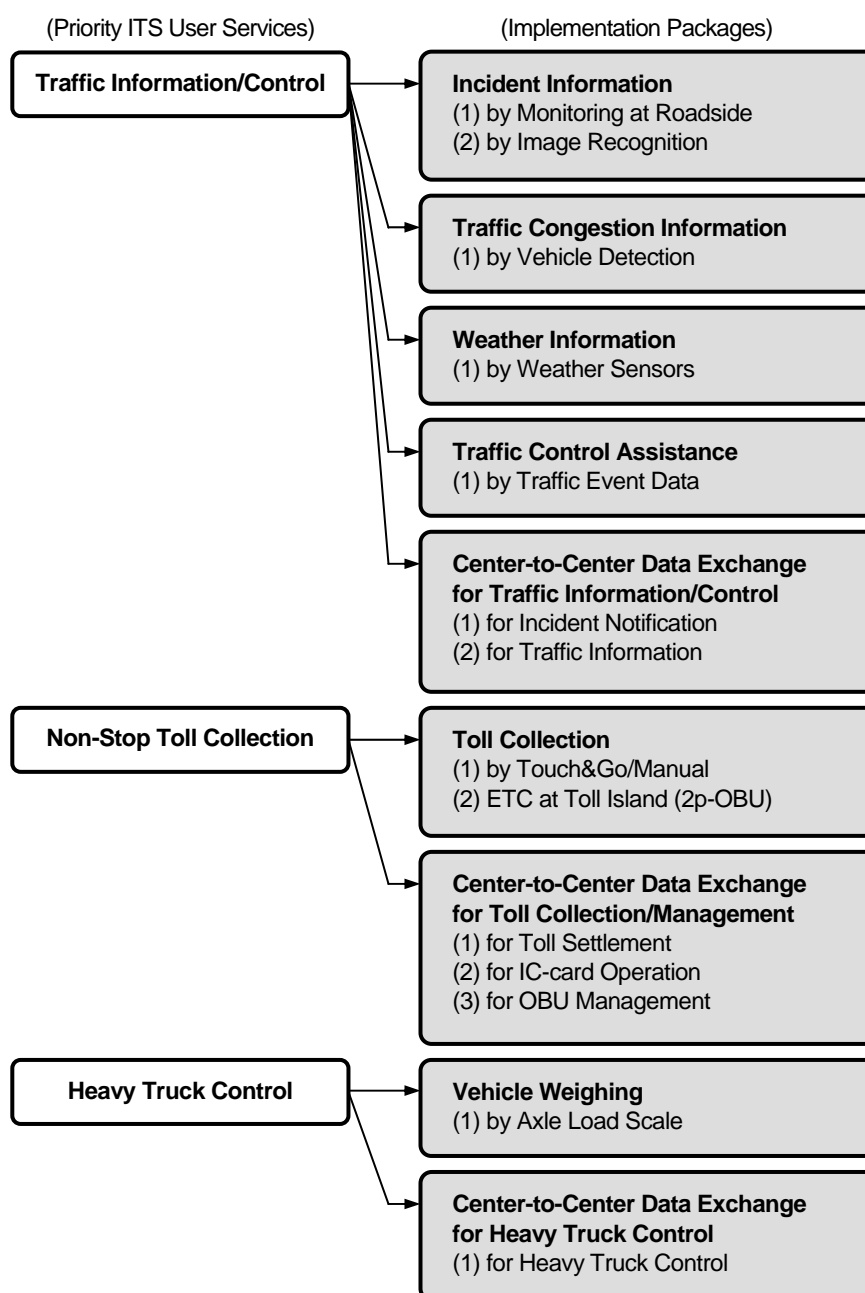 (Priority ITS User Services)
(Implementation Packages)
Traffic Information/Control
Incident Information
(1) by Monitoring at Roadside
(2) by Image Recognition
Traffic Congestion Information
(1) by Vehicle Detection
Weather Information
(1) by Weather Sensors
Traffic Control Assistance
(1) by Traffic Event Data
Center-to-Center Data Exchange
for Traffic Information/Control
(1) for Incident Notification
(2) for Traffic Information
Non-Stop Toll Collection
Toll Collection
(1) by Touch&Go/Manual
(2) ETC at Toll Island (2p-OBU)
Center-to-Center Data Exchange
for Toll Collection/Management
(1) for Toll Settlement
(2) for IC-card Operation
(3) for OBU Management
Heavy Truck Control
Vehicle Weighing
(1) by Axle Load Scale
Center-to-Center Data Exchange
for Heavy Truck Control
(1) for Heavy Truck Control